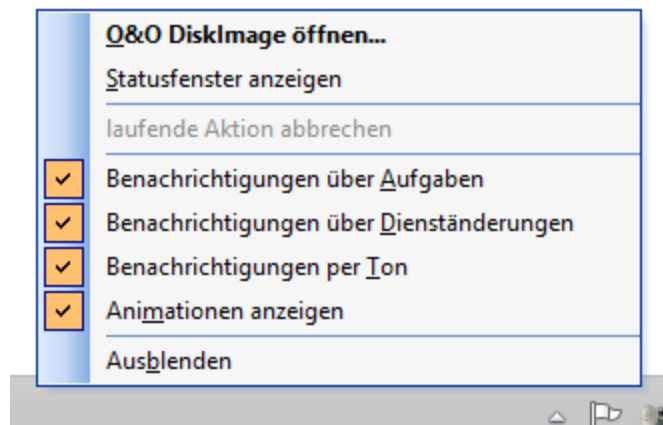 O&O DiskImage öffnen...
Statusfenster anzeigen
laufende Aktion abbrechen
Benachrichtigungen über Aufgaben
Benachrichtigungen über Dienständerungen
Benachrichtigungen per Ton
Animationen anzeigen
Ausblenden